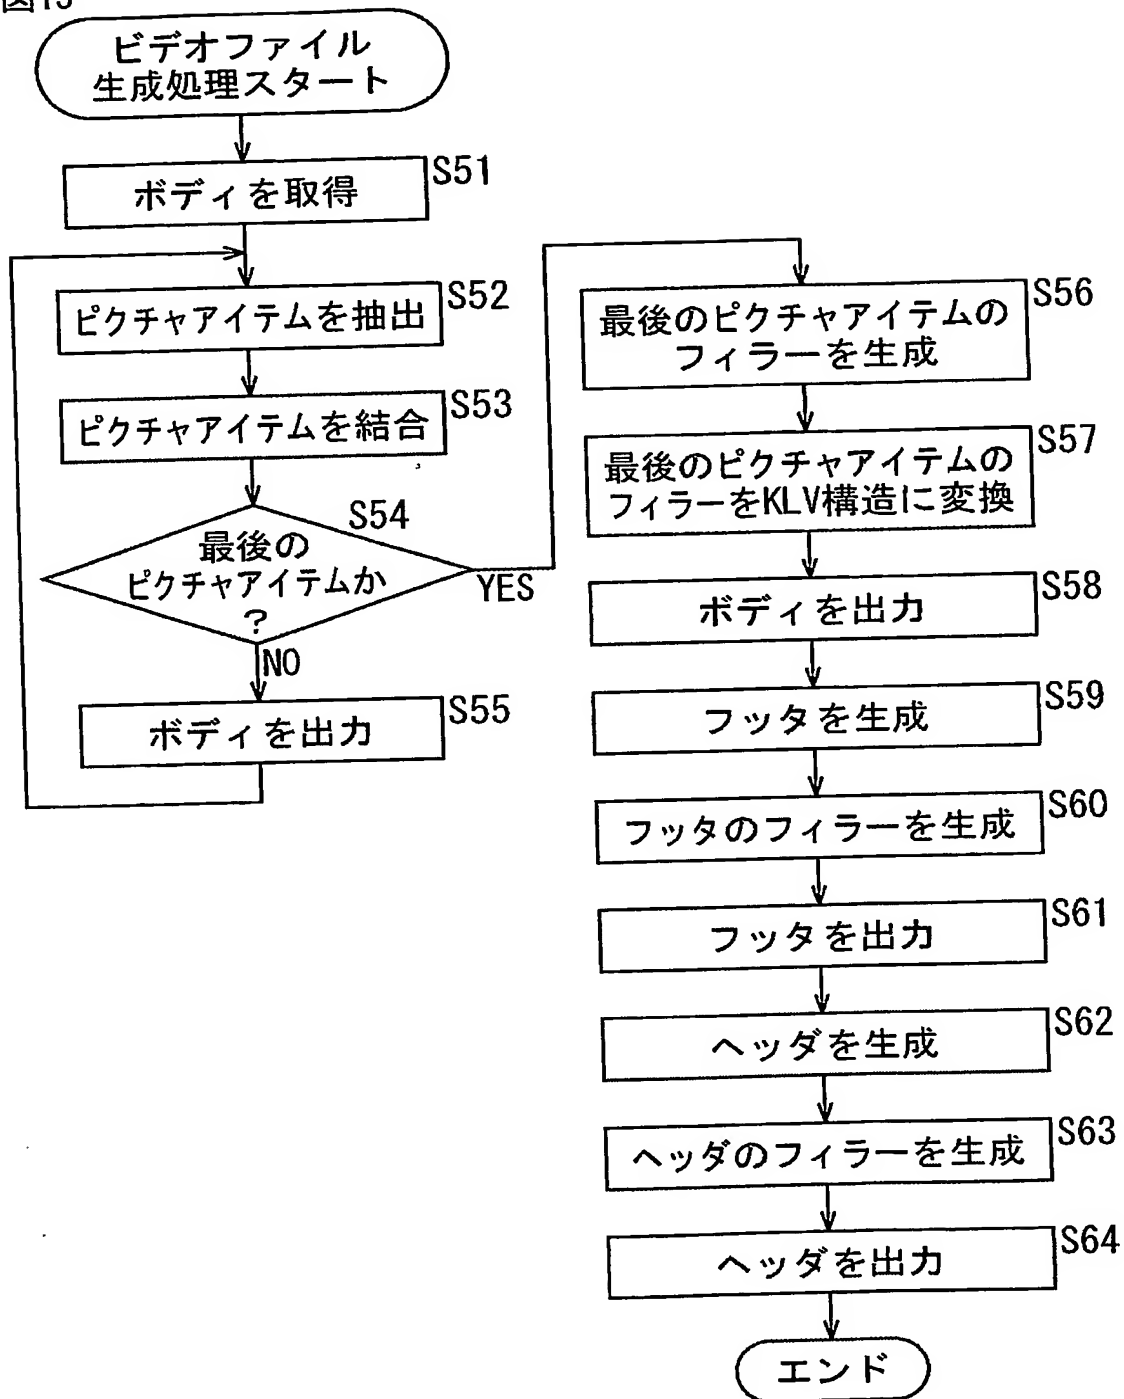 図15
ビデオファイル
生成処理スタート
ボディを取得
S51
ピクチャアイテムを抽出
S52
ピクチャアイテムを結合
S53
S54
最後の
ピクチャアイテムか
?
YES
NO
ボディを出力
S55
最後のピクチャアイテムの
フィラーを生成
S56
最後のピクチャアイテムの
フィラーをKLV構造に変換
S57
ボディを出力
S58
フッタを生成
S59
フッタのフィラーを生成
S60
フッタを出力
S61
ヘッダを生成
S62
ヘッダのフィラーを生成
S63
ヘッダを出力
S64
エンド